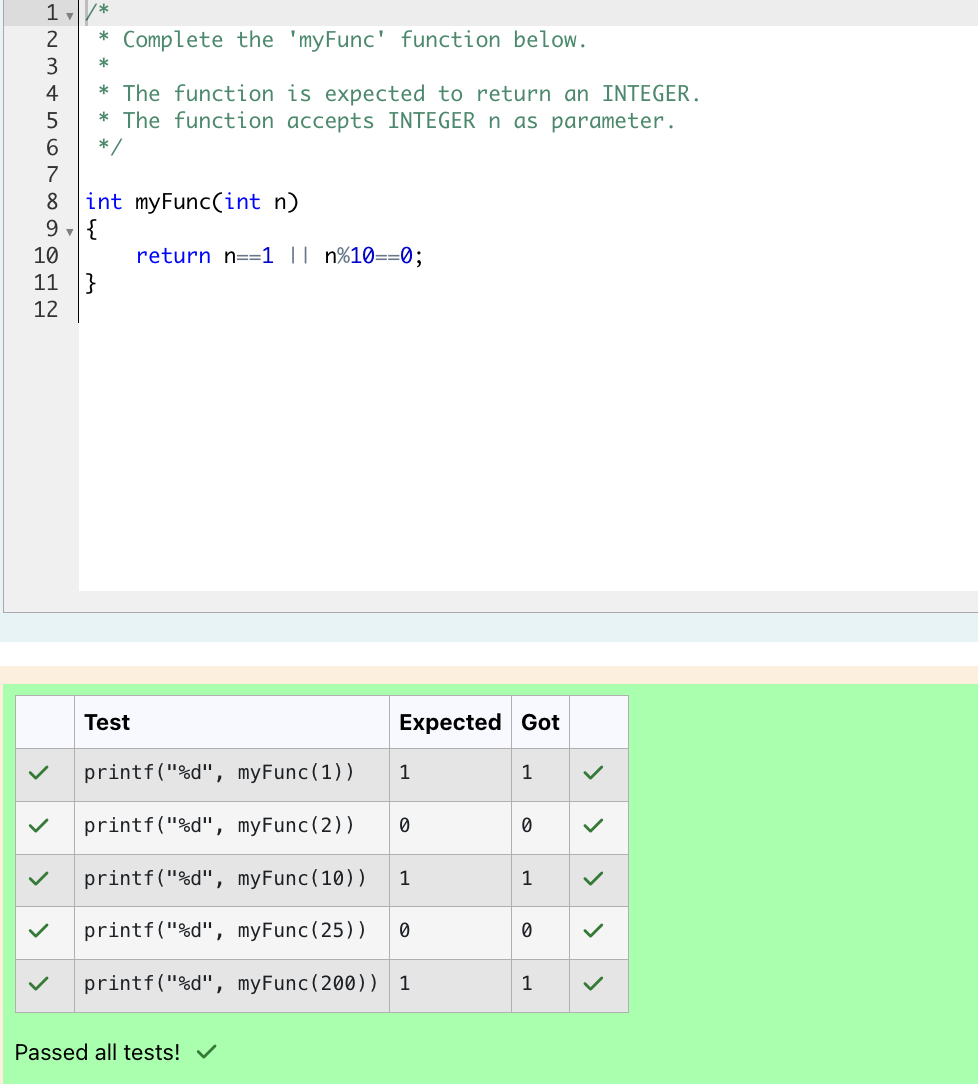 1 /*
2  * Complete the 'myFunc' function below.
3  *
4  * The function is expected to return an INTEGER.
5  * The function accepts INTEGER n as parameter.
6  */
7
8 int myFunc(int n)
9 {
10     return n==1 || n%10==0;
11 }
12
Test Expected Got
printf("%d", myFunc(1)) 1 1
printf("%d", myFunc(2)) 0 0
printf("%d", myFunc(10)) 1 1
printf("%d", myFunc(25)) 0 0
printf("%d", myFunc(200)) 1 1
Passed all tests!